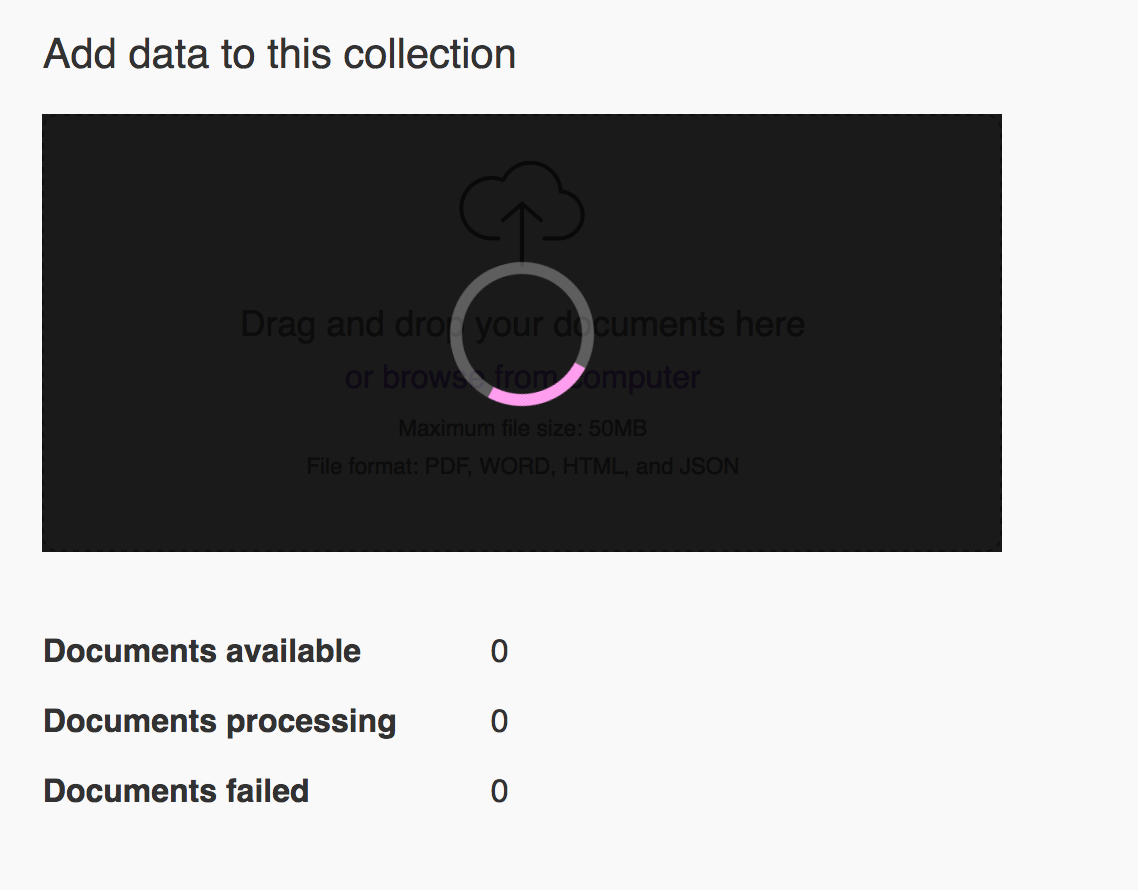 Add data to this collection
Drag and drop your documents here
or browse from computer
Maximum file size: 50MB
File format: PDF, WORD, HTML, and JSON
Documents available 0
Documents processing 0
Documents failed 0